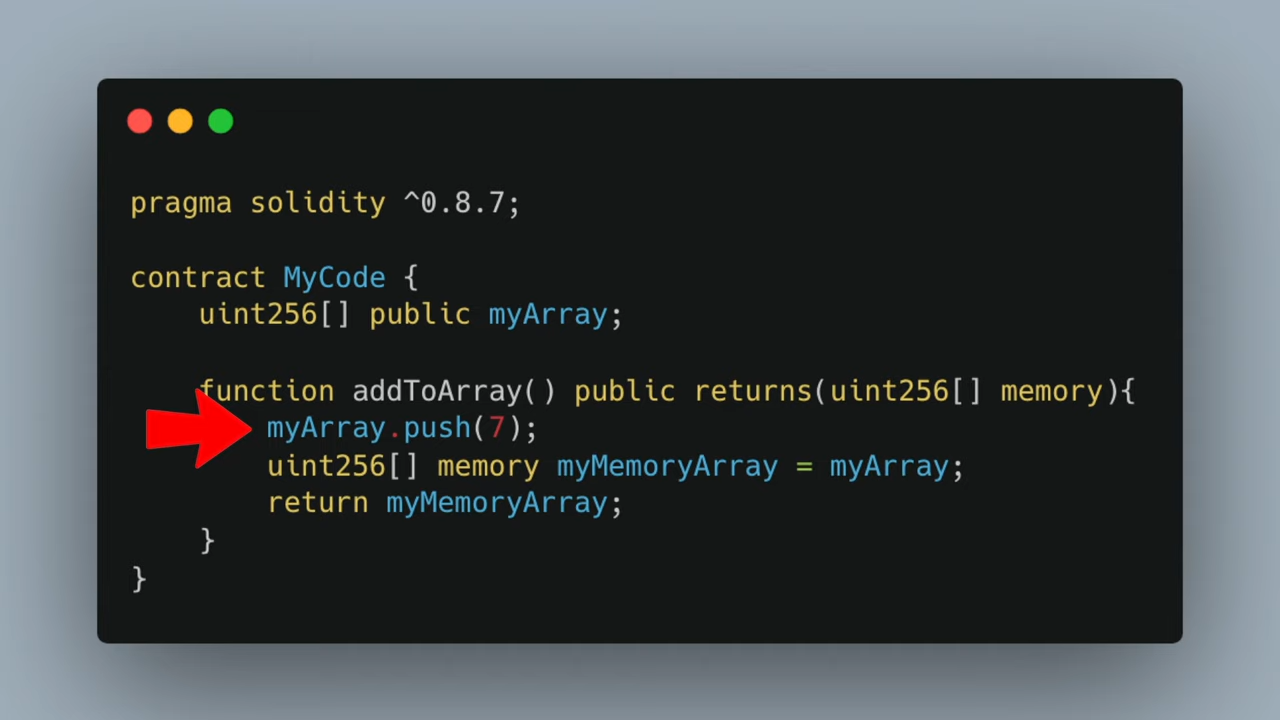 pragma solidity ^0.8.7;
contract MyCode {
uint256[] public myArray;
function addToArray() public returns(uint256[] memory){
myArray.push(7);
uint256[] memory myMemoryArray = myArray;
return myMemoryArray;
}
}